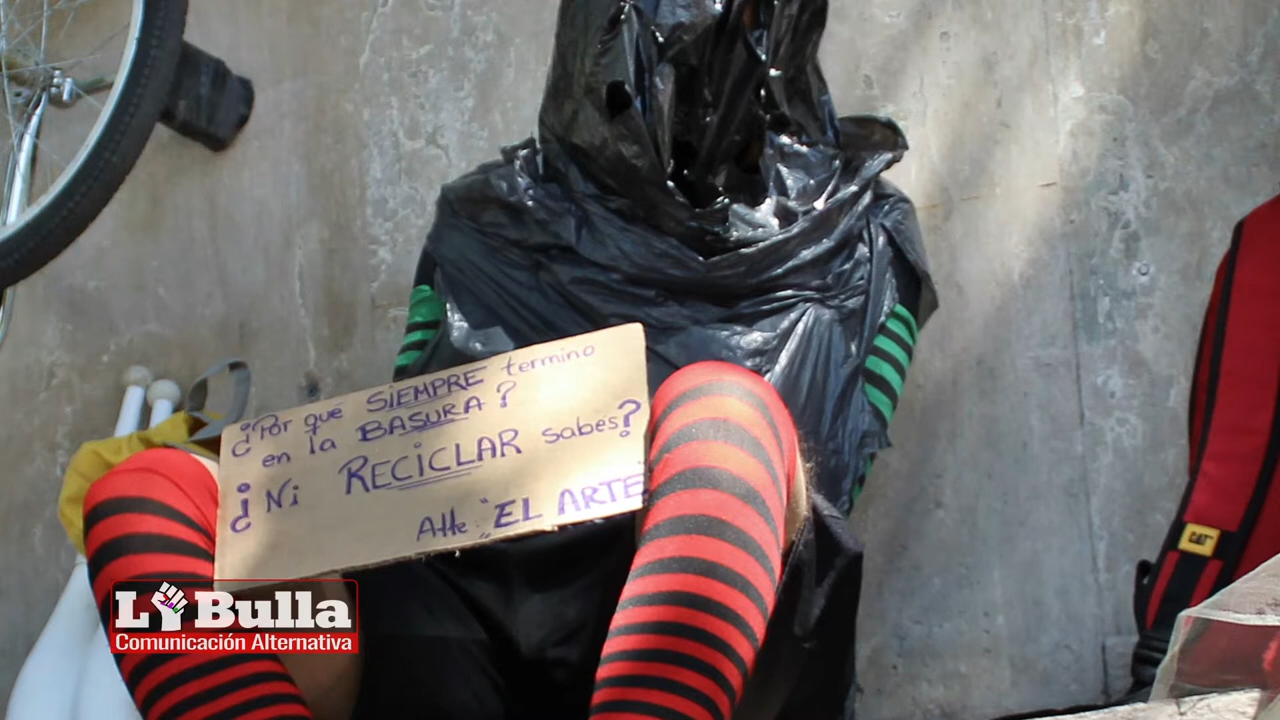 ¿Por qué SIEMPRE termino
en la BASURA?
¿Ni RECICLAR sabes?
Atte: "EL ARTE
CAT
La Bulla
Comunicación Alternativa